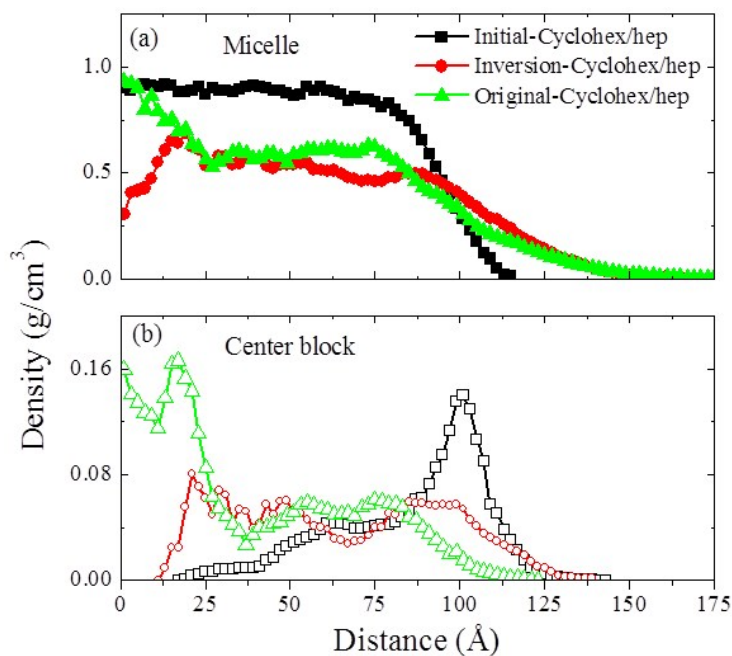 (a)
Micelle
Initial-Cyclohex/hep
Inversion-Cyclohex/hep
Original-Cyclohex/hep
1.0
0.5
0.0
(b)
Center block
0.16
0.08
0.00
0 25 50 75 100 125 150 175
Distance (Å)
Density (g/cm³)